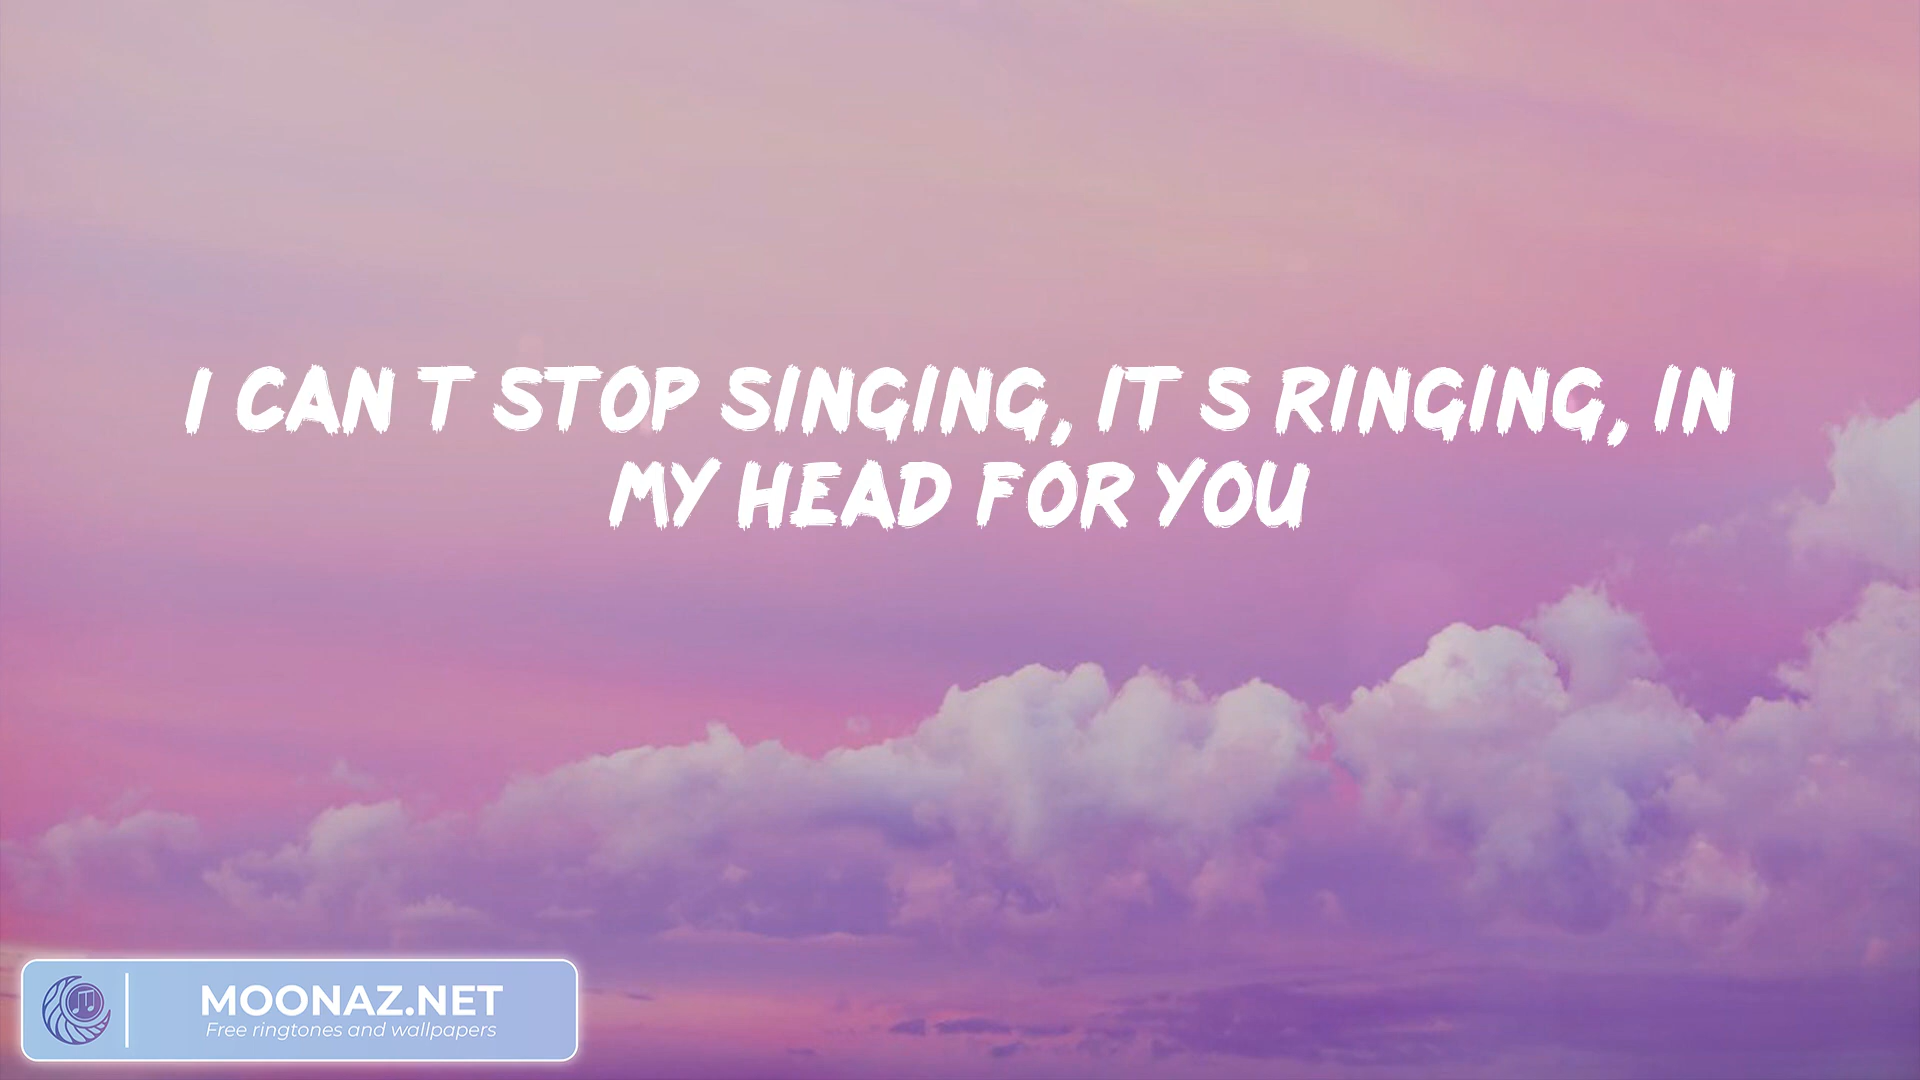 I CAN T STOP SINGING, IT S RINGING, IN
MY HEAD FOR YOU
MOONAZ.NET
Free ringtones and wallpapers